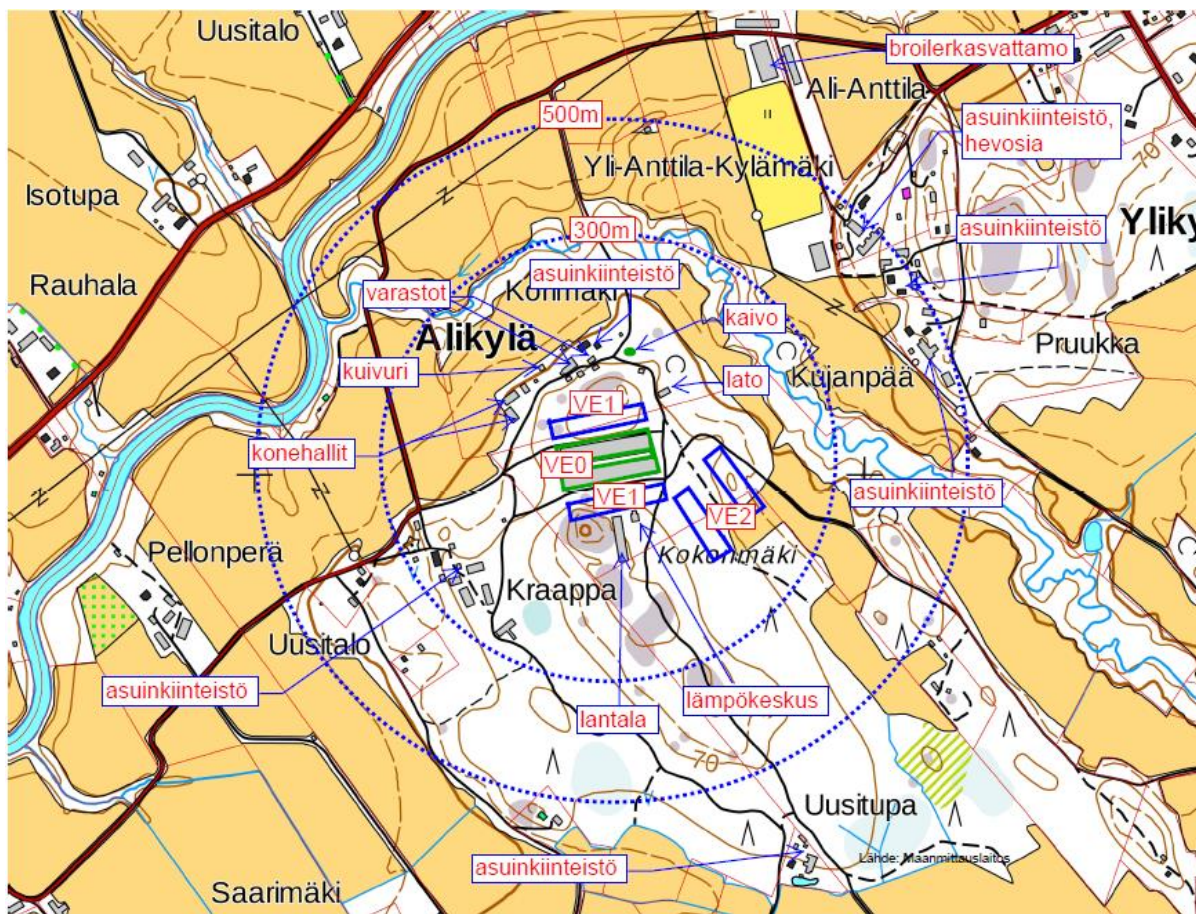 Uusitalo
broilerkasvattamo
Ali-Anttila
500m
asuinkiinteistö,
hevosia
70
Yli-Anttila-Kylämäki
Isotupa
asuinkiinteistö
300m
Yliky
Rauhala
asuinkiinteistö
varastot
Korimäki
kaivo
Alikylä
Pruukka
kuivuri
lato
Kujanpää
VE1
konehallit
VE0
asuinkiinteistö
VE1
VE2
Pellonperä
Kokonmäki
Kraappa
Uusitalo
asuinkiinteistö
lämpökeskus
lantala
70
Uusitupa
Lähde: Maanmittauslaitos
asuinkiinteistö
Saarimäki